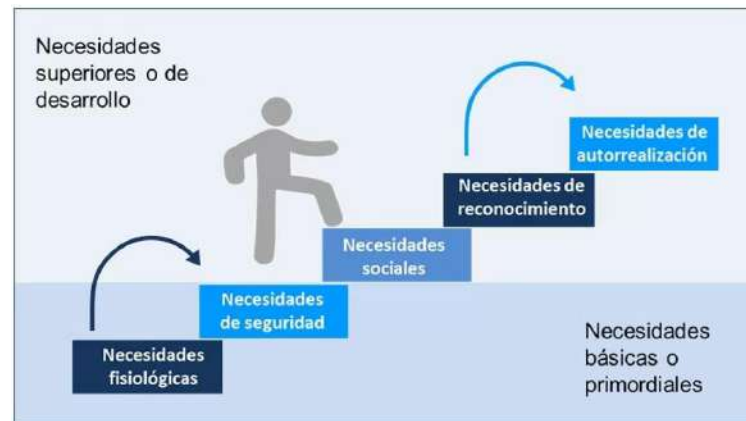 Necesidades
superiores o de
desarrollo
Necesidades de
autorrealización
Necesidades de
reconocimiento
Necesidades
sociales
Necesidades
de seguridad
Necesidades
fisiológicas
Necesidades
básicas o
primordiales